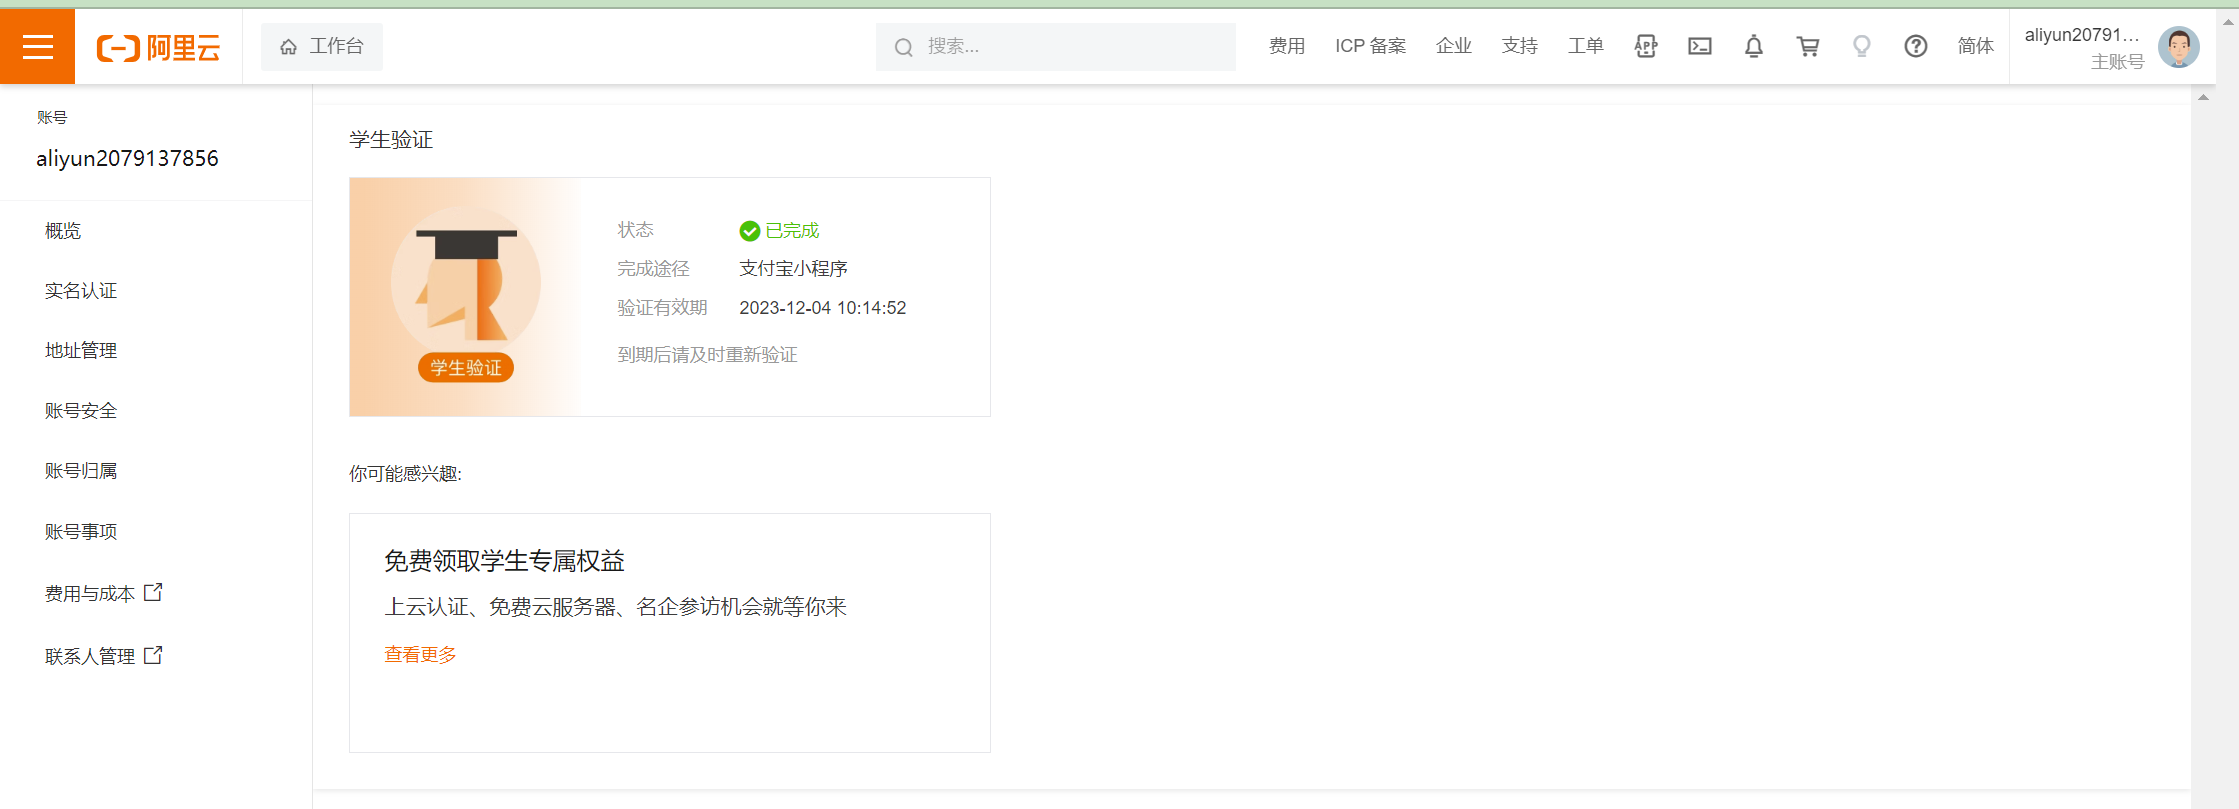 阿里云
工作台
搜索...
费用
ICP 备案
企业
支持
工单
APP
简体
aliyun20791...
主账号
账号
aliyun2079137856
概览
实名认证
地址管理
账号安全
账号归属
账号事项
费用与成本
联系人管理
学生验证
学生验证
状态 已完成
完成途径 支付宝小程序
验证有效期 2023-12-04 10:14:52
到期后请及时重新验证
你可能感兴趣:
免费领取学生专属权益
上云认证、免费云服务器、名企参访机会就等你来
查看更多